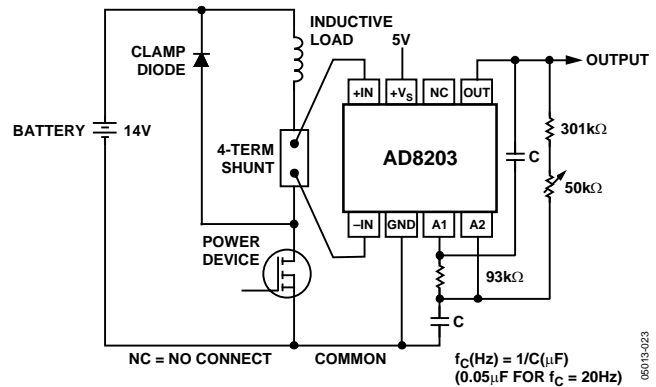 INDUCTIVE
LOAD
5V
OUTPUT
CLAMP
DIODE
+IN
+VS
NC
OUT
301kΩ
BATTERY
14V
4-TERM
SHUNT
AD8203
C
50kΩ
–IN
GND
A1
A2
POWER
DEVICE
93kΩ
C
NC = NO CONNECT
COMMON
fC(Hz) = 1/C(μF)
(0.05μF FOR fC = 20Hz)
05013-023